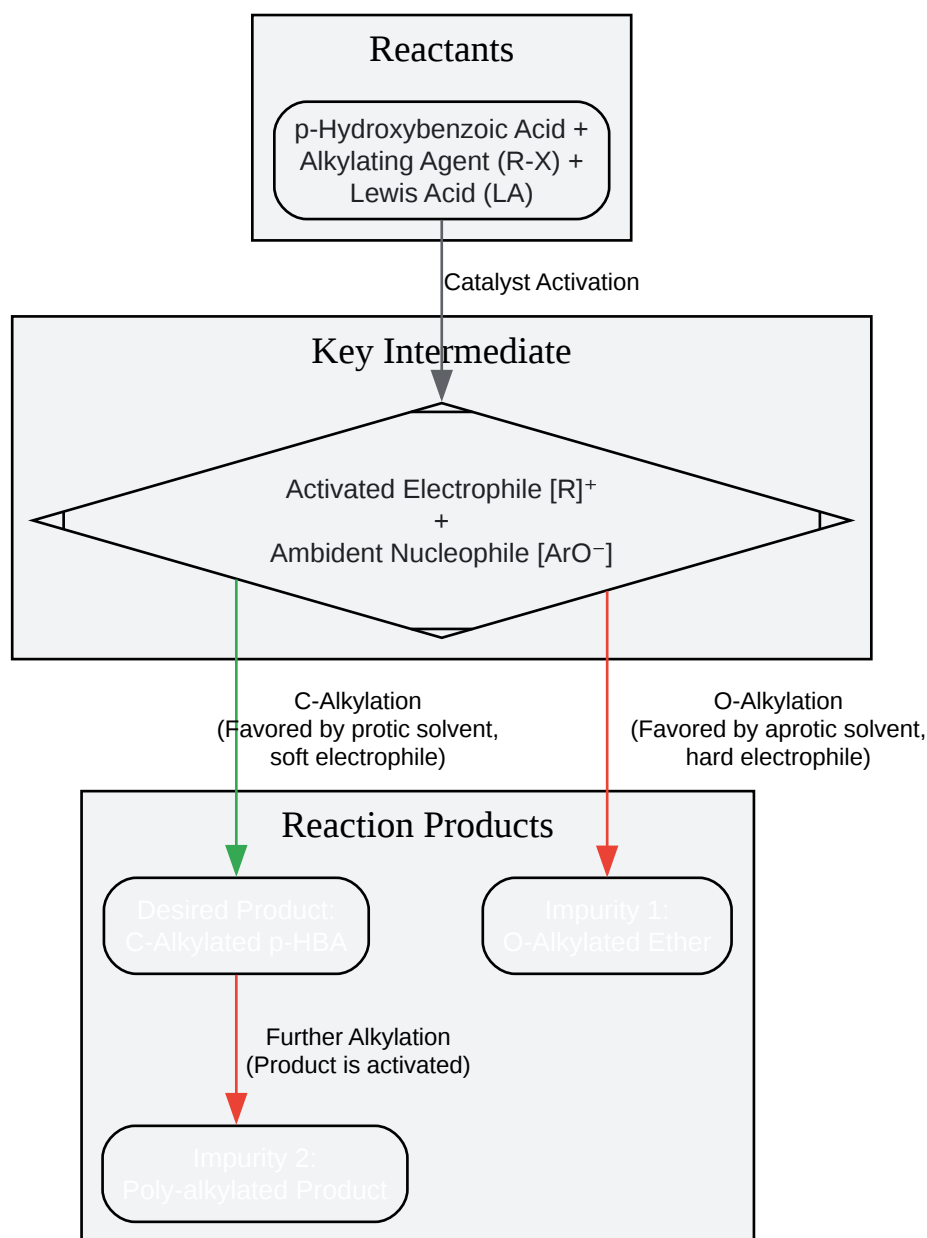 Reactants
p-Hydroxybenzoic Acid +
Alkylating Agent (R-X) +
Lewis Acid (LA)
Catalyst Activation
Key Intermediate
Activated Electrophile [R]⁺
+
Ambident Nucleophile [ArO⁻]
C-Alkylation
(Favored by protic solvent,
soft electrophile)
O-Alkylation
(Favored by aprotic solvent,
hard electrophile)
Reaction Products
Desired Product:
C-Alkylated p-HBA
Impurity 1:
O-Alkylated Ether
Further Alkylation
(Product is activated)
Impurity 2:
Poly-alkylated Product